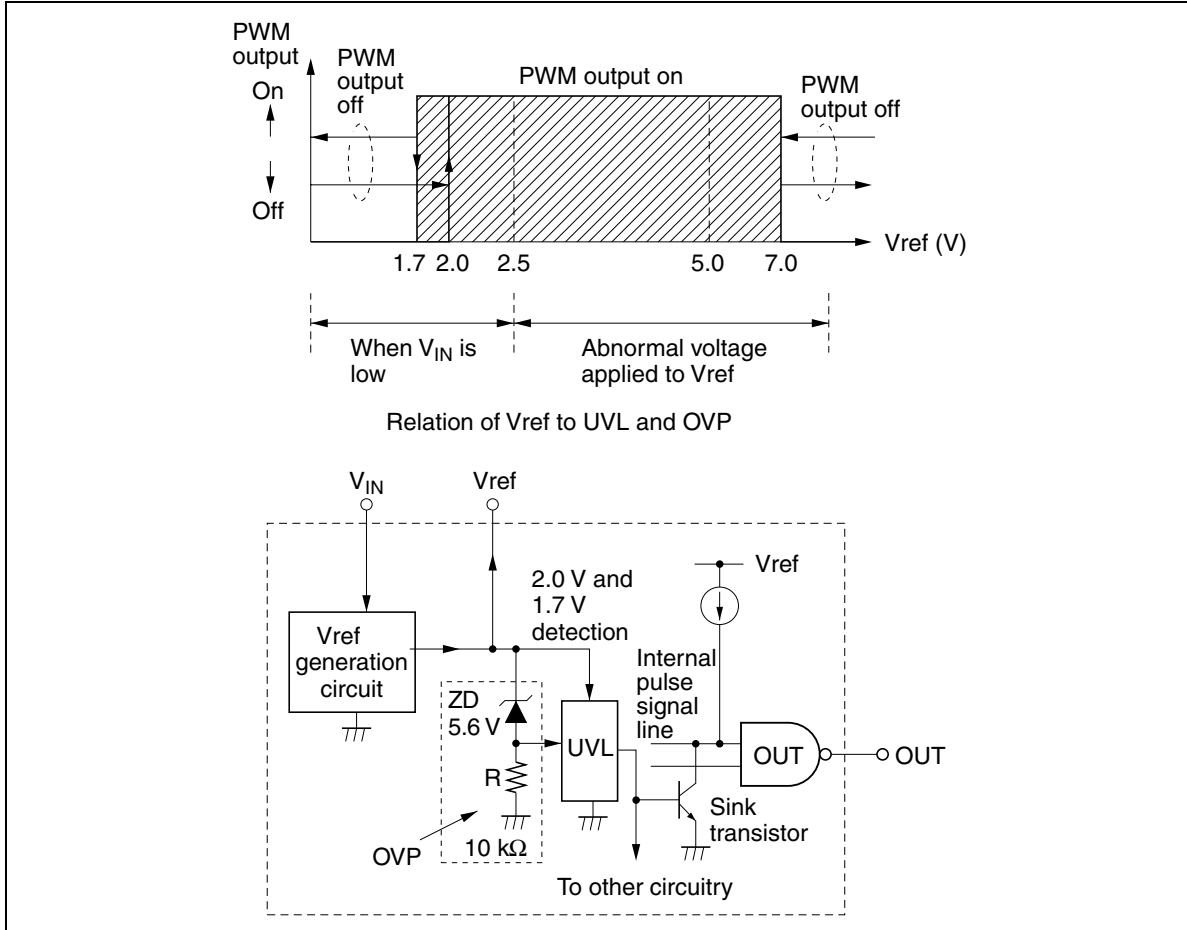 PWM
output
On
Off
PWM
output
off
PWM output on
PWM
output off
Vref (V)
1.7 2.0 2.5 5.0 7.0
When VIN is
low
Abnormal voltage
applied to Vref
Relation of Vref to UVL and OVP
VIN
Vref
Vref
generation
circuit
2.0 V and
1.7 V
detection
ZD
5.6 V
R
10 kΩ
OVP
UVL
Internal
pulse
signal
line
Vref
OUT
OUT
Sink
transistor
To other circuitry